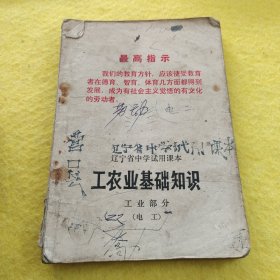 最高指示
我们的教育方针，应该使受教育
者在德育、智育、体育几方面都得到
发展，成为有社会主义觉悟的有文化
的劳动者。
电二
辽宁省中学试用课本
辽宁省中学试用课本
工农业基础知识
工业部分
（电工）